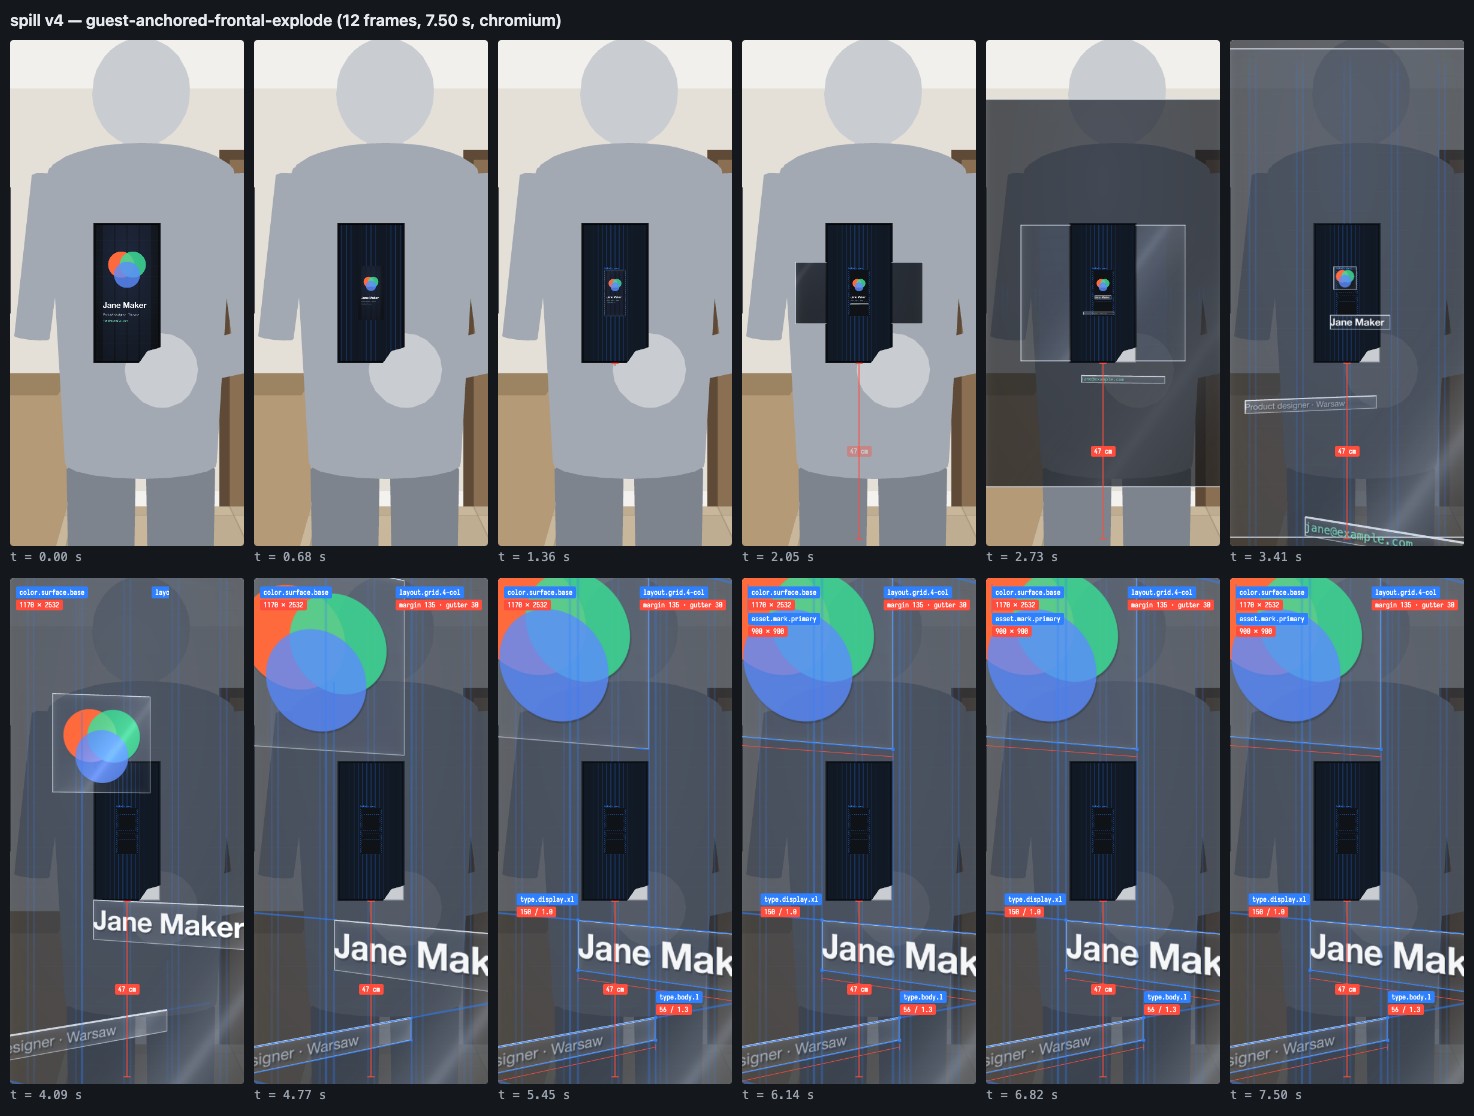 spill v4 — guest-anchored-frontal-explode (12 frames, 7.50 s, chromium)
Jane Maker
47 cm
47 cm
Jane Maker
Product designer · Warsaw
47 cm
jane@example.com
t = 0.00 s
t = 0.68 s
t = 1.36 s
t = 2.05 s
t = 2.73 s
t = 3.41 s
color.surface.base
layo
1170 × 2532
Jane Maker
47 cm
esigner · Warsaw
color.surface.base
layout.grid.4-col
1170 × 2532
margin 135 · gutter 30
Jane Mak
47 cm
signer · Warsaw
color.surface.base
layout.grid.4-col
1170 × 2532
margin 135 · gutter 30
type.display.xl
150 / 1.0
Jane Mak
47 cm
type.body.l
56 / 1.3
signer · Warsaw
color.surface.base
layout.grid.4-col
1170 × 2532
margin 135 · gutter 30
asset.mark.primary
900 × 900
type.display.xl
150 / 1.0
Jane Mak
47 cm
type.body.l
56 / 1.3
signer · Warsaw
color.surface.base
layout.grid.4-col
1170 × 2532
margin 135 · gutter 30
asset.mark.primary
900 × 900
type.display.xl
150 / 1.0
Jane Mak
47 cm
type.body.l
56 / 1.3
signer · Warsaw
color.surface.base
layout.grid.4-col
1170 × 2532
margin 135 · gutter 30
asset.mark.primary
900 × 900
type.display.xl
150 / 1.0
Jane Mak
47 cm
type.body.l
56 / 1.3
signer · Warsaw
t = 4.09 s
t = 4.77 s
t = 5.45 s
t = 6.14 s
t = 6.82 s
t = 7.50 s